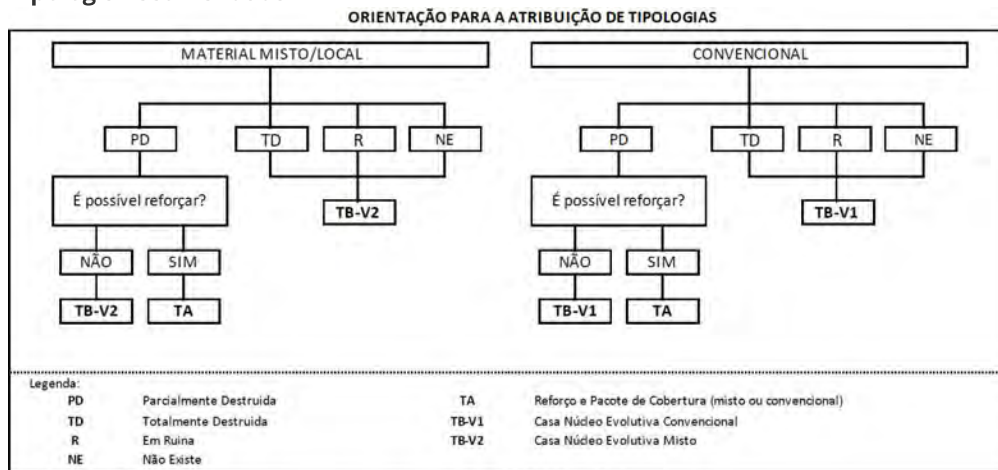 ORIENTAÇÃO PARA A ATRIBUIÇÃO DE TIPOLOGIAS
MATERIAL MISTO/LOCAL
PD TD R NE
É possível reforçar?
TB-V2
NÃO SIM
TB-V2 TA
CONVENCIONAL
PD TD R NE
É possível reforçar?
TB-V1
NÃO SIM
TB-V1 TA
Legenda:
PD Parcialmente Destruida
TD Totalmente Destruida
R Em Ruina
NE Não Existe
TA Reforço e Pacote de Cobertura (misto ou convencional)
TB-V1 Casa Núcleo Evolutiva Convencional
TB-V2 Casa Núcleo Evolutiva Misto